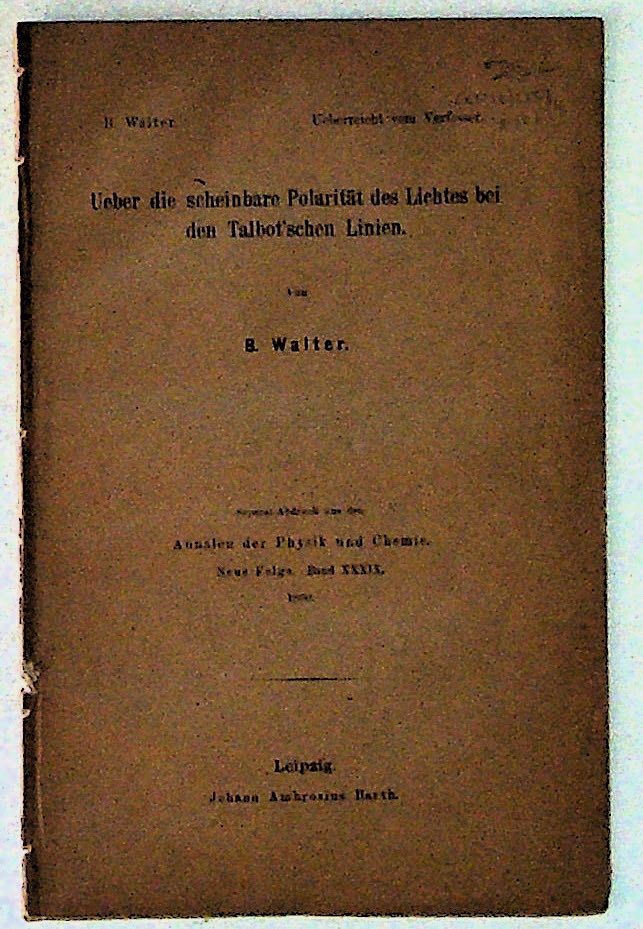 B. Walter
Ueberreicht vom Verfasser.
Ueber die scheinbare Polarität des Lichtes bei
den Talbot'schen Linien.
Von
B. Walter.
Separat-Abdruck aus den
Annalen der Physik und Chemie.
Neue Folge. Band XXXIX.
1890.
Leipzig.
Johann Ambrosius Barth.